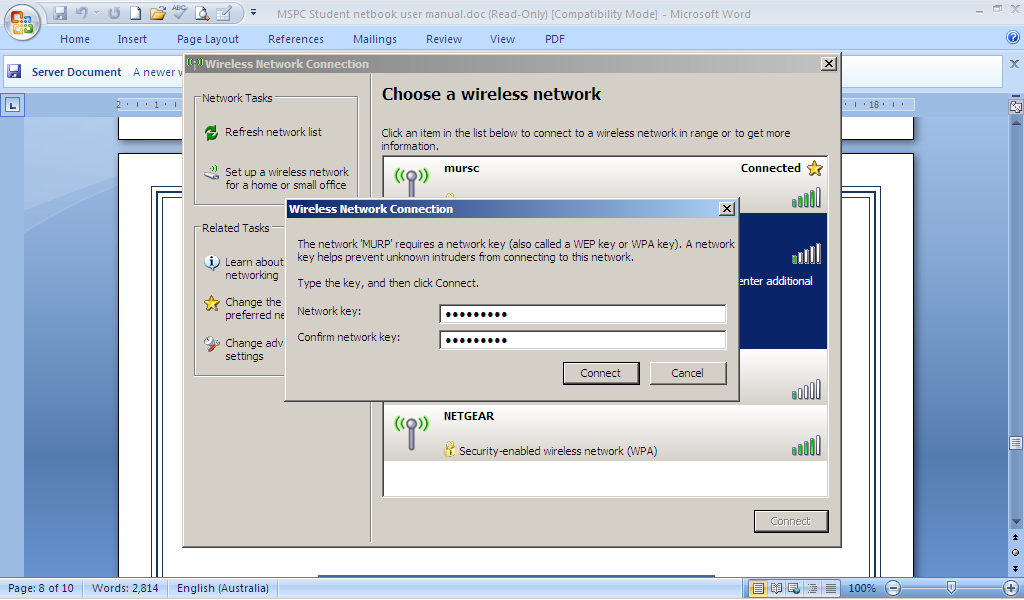 MSPC Student netbook user manual.doc (Read-Only) [Compatibility Mode] - Microsoft Word
Home Insert Page Layout References Mailings Review View PDF
Server Document A newer
Wireless Network Connection
2 1 18
Network Tasks
Refresh network list
Set up a wireless network
for a home or small office
Related Tasks
Learn about
networking
Change the
preferred
Change
settings
Choose a wireless network
Click an item in the list below to connect to a wireless network in range or to get more
information.
mursc Connected
enter additional
Wireless Network Connection
The network 'MURP' requires a network key (also called a WEP key or WPA key). A network
key helps prevent unknown intruders from connecting to this network.
Type the key, and then click Connect.
Network key:
Confirm network key:
Connect Cancel
NETGEAR
Security-enabled wireless network (WPA)
Connect
Page: 8 of 10 Words: 2,814 English (Australia) 100%